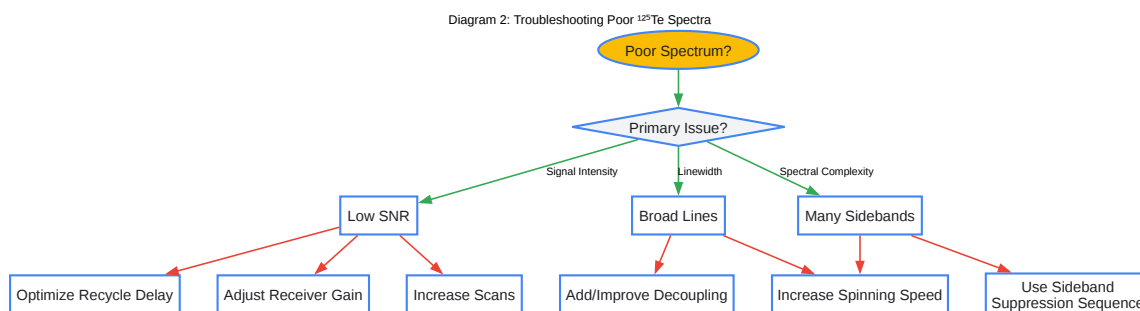 Diagram 2: Troubleshooting Poor ¹²⁵Te Spectra
Poor Spectrum?
Primary Issue?
Signal Intensity
Linewidth
Spectral Complexity
Low SNR
Broad Lines
Many Sidebands
Optimize Recycle Delay
Adjust Receiver Gain
Increase Scans
Add/Improve Decoupling
Increase Spinning Speed
Use Sideband
Suppression Sequence